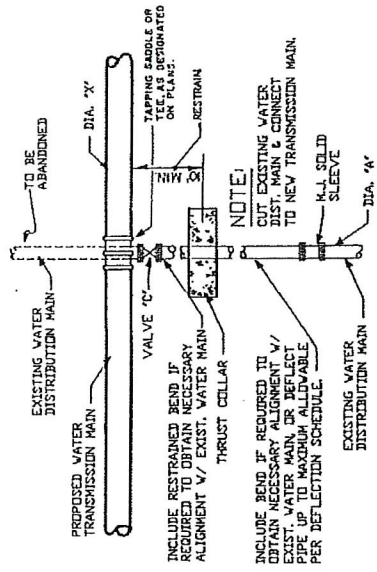 EXISTING WATER
DISTRIBUTION MAIN
TO BE
ABANDONED
PROPOSED WATER
TRANSMISSION MAIN
DIA. "X"
TAPPING SADDLE OR
TEE, AS DESIGNATED
ON PLANS.
VALVE "C"
10' MIN.
RESTRAIN
INCLUDE RESTRAINED BEND IF
REQUIRED TO OBTAIN NECESSARY
ALIGNMENT W/ EXIST. WATER MAIN
THRUST COLLAR
NOTE:
CUT EXISTING WATER
DIST. MAIN & CONNECT
TO NEW TRANSMISSION MAIN.
INCLUDE BEND IF REQUIRED TO
OBTAIN NECESSARY ALIGNMENT W/
EXIST. WATER MAIN, OR DEFLECT
PIPE UP TO MAXIMUM ALLOWABLE
PER DEFLECTION SCHEDULE.
M.J. SOLID
SLEEVE
EXISTING WATER
DISTRIBUTION MAIN
DIA. "A"